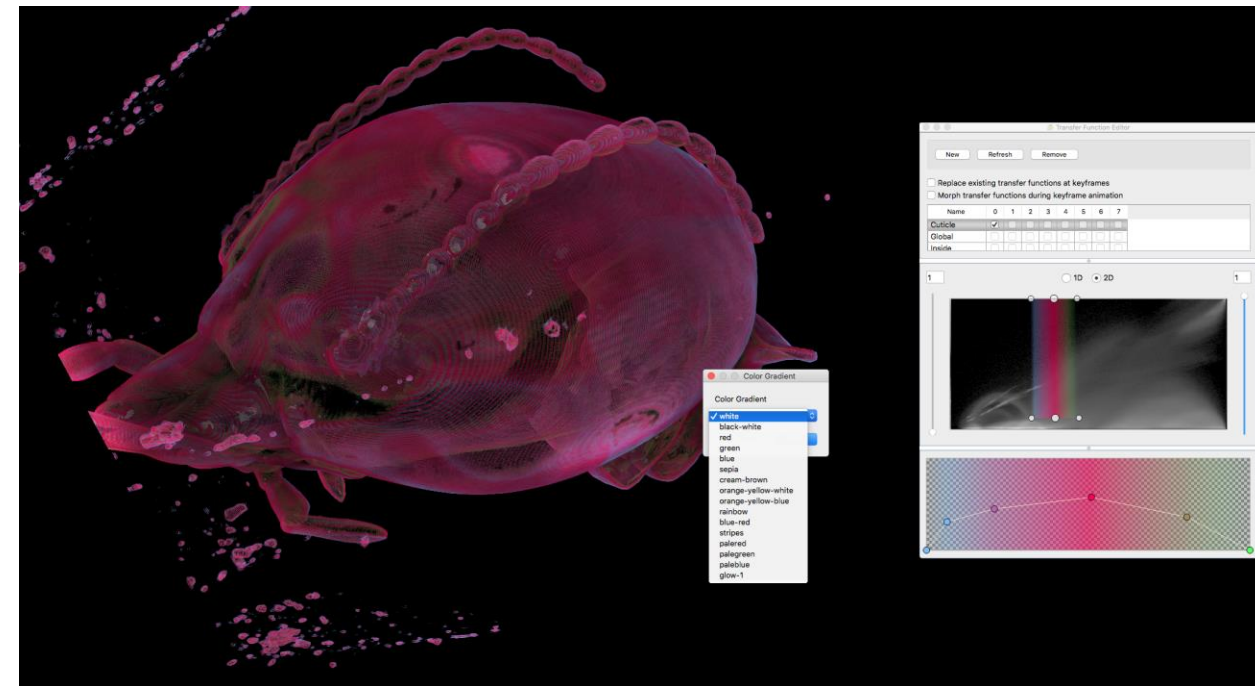 Transfer Function Editor
New Refresh Remove
Replace existing transfer functions at keyframes
Morph transfer functions during keyframe animation
Name 0 1 2 3 4 5 6 7
Cuticle
Global
Inside
1 1D 2D 1
Color Gradient
Color Gradient
white
black-white
red
green
blue
sepia
cream-brown
orange-yellow-white
orange-yellow-blue
rainbow
blue-red
stripes
palered
palegreen
paleblue
glow-1